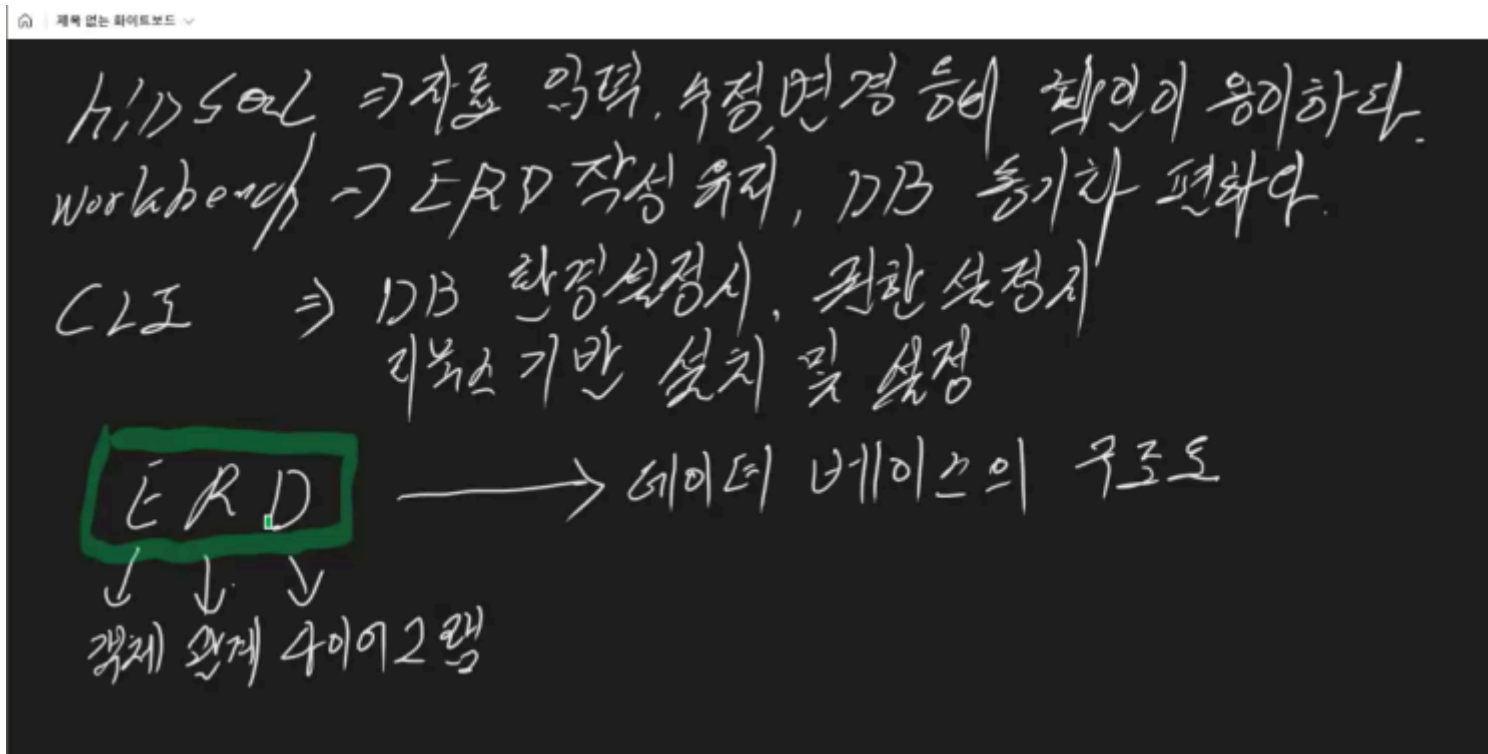 제목 없는 화이트보드
HiDSQL ⇒ 자료 입력, 수정, 변경 등에 확인이 용이하다.
Workbench ⇒ ERD 작성 유지, DB 동기화 편하다.
CLI ⇒ DB 환경설정시, 권한 설정시
리눅스 기반 설치 및 설정
ERD → 데이터 베이스의 구조도
객체 관계 다이어그램